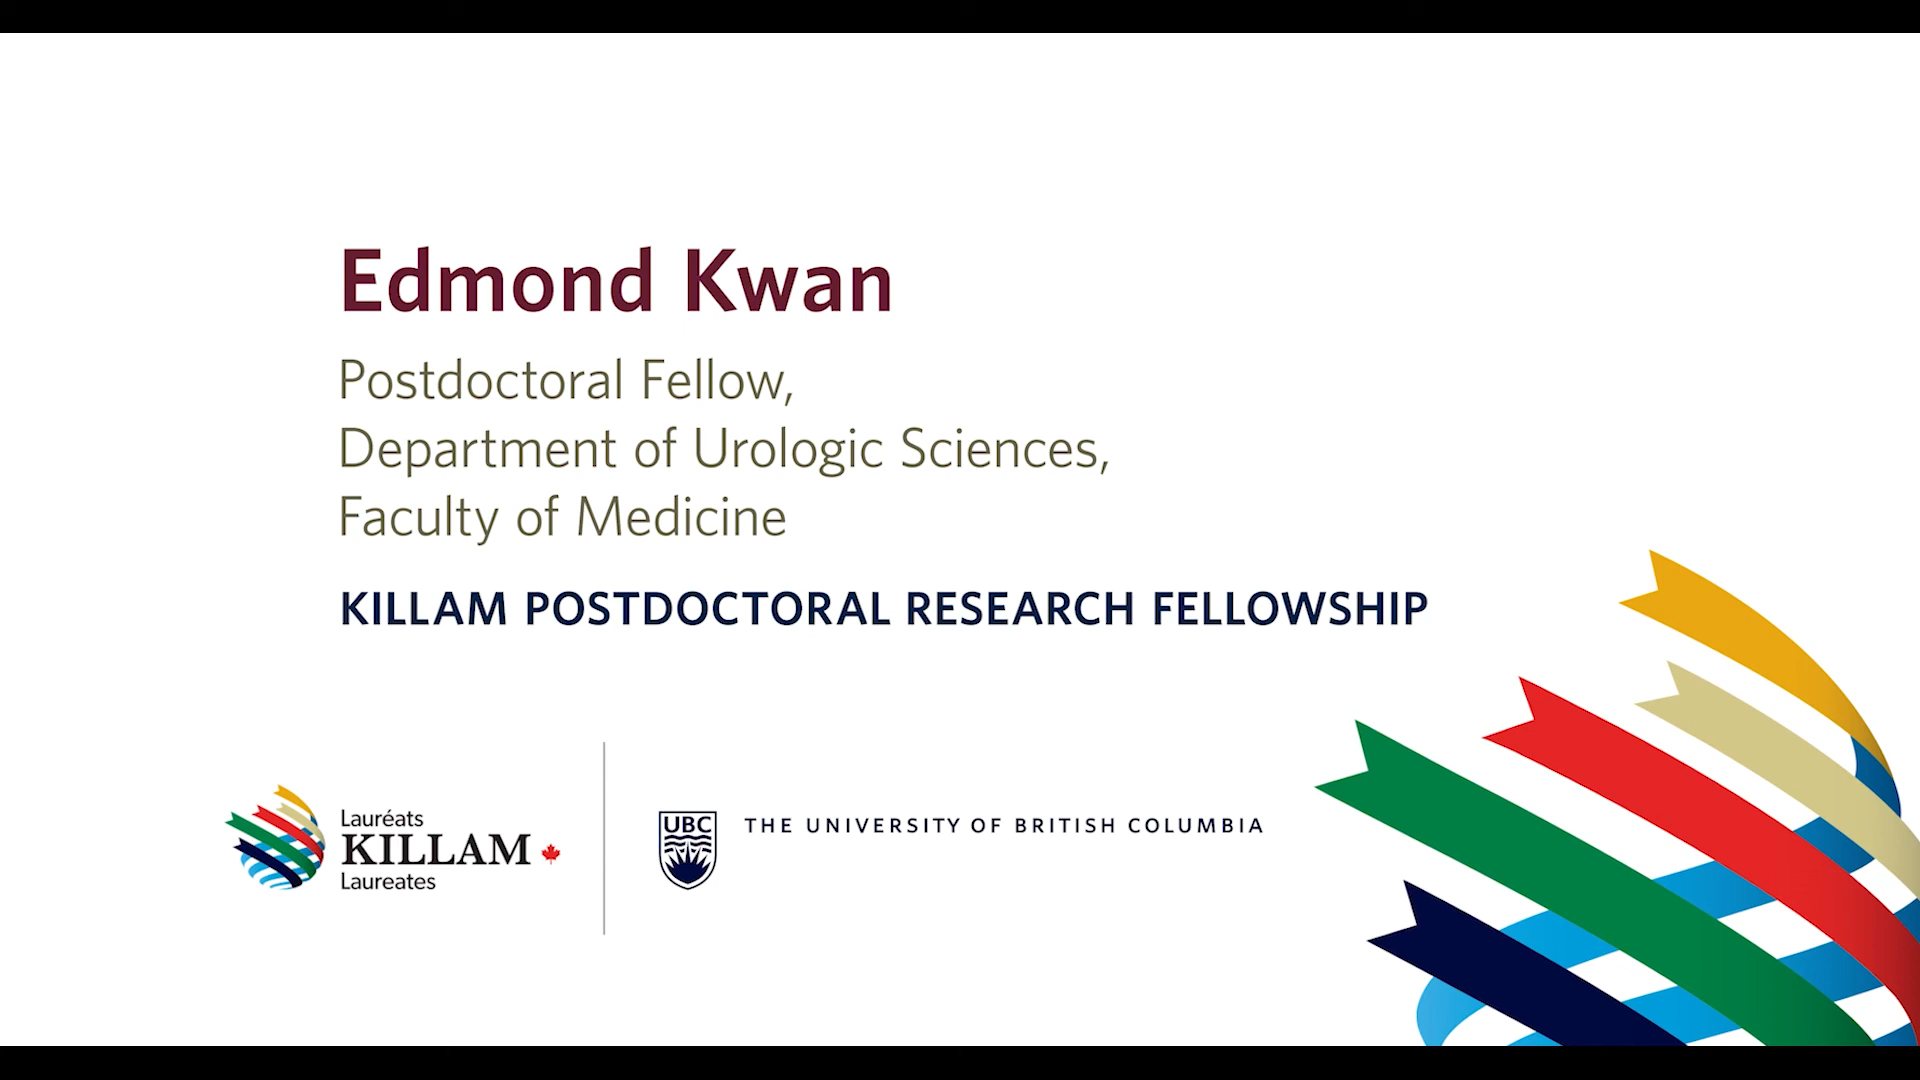 Edmond Kwan
Postdoctoral Fellow,
Department of Urologic Sciences,
Faculty of Medicine
KILLAM POSTDOCTORAL RESEARCH FELLOWSHIP
Lauréats
KILLAM
Laureates
UBC
THE UNIVERSITY OF BRITISH COLUMBIA